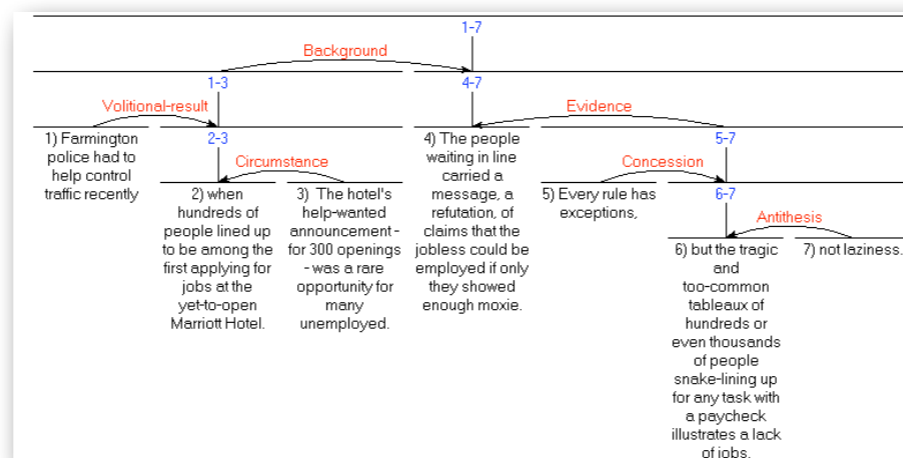 1-7
Background
1-3
4-7
Volitional-result
Evidence
1) Farmington
police had to
help control
traffic recently
2-3
Circumstance
2) when
hundreds of
people lined up
to be among the
first applying for
jobs at the
yet-to-open
Marriott Hotel.
3) The hotel's
help-wanted
announcement -
for 300 openings
- was a rare
opportunity for
many
unemployed.
4) The people
waiting in line
carried a
message, a
refutation, of
claims that the
jobless could be
employed if only
they showed
enough moxie.
5-7
Concession
5) Every rule has
exceptions,
6-7
Antithesis
6) but the tragic
and
too-common
tableaux of
hundreds or
even thousands
of people
snake-lining up
for any task with
a paycheck
illustrates a lack
of jobs.
7) not laziness.